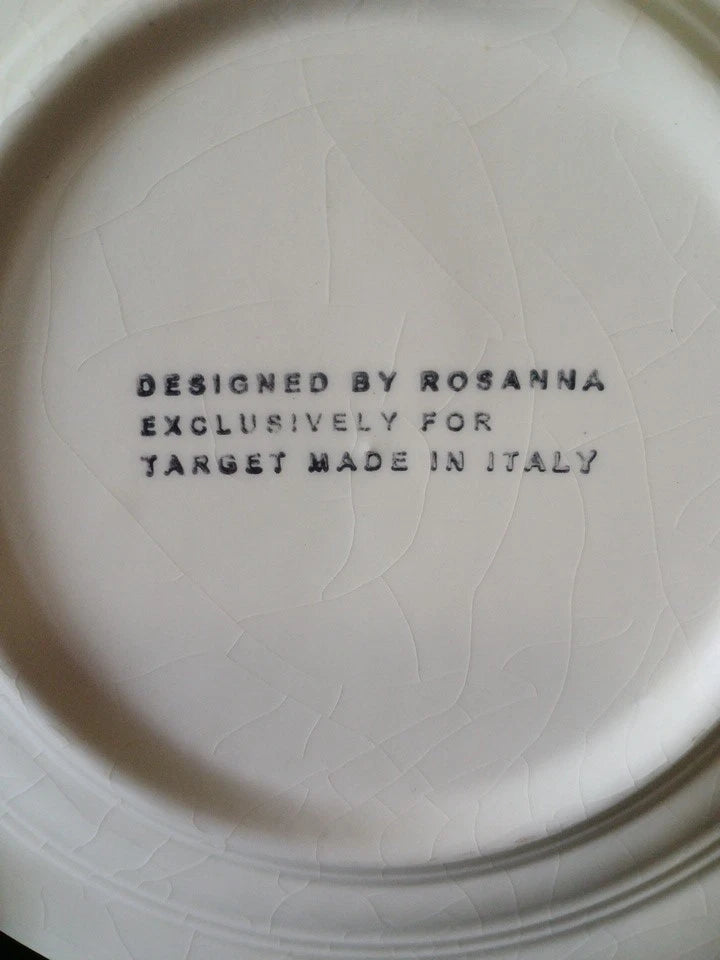 DESIGNED BY ROSANNA
EXCLUSIVELY FOR
TARGET MADE IN ITALY